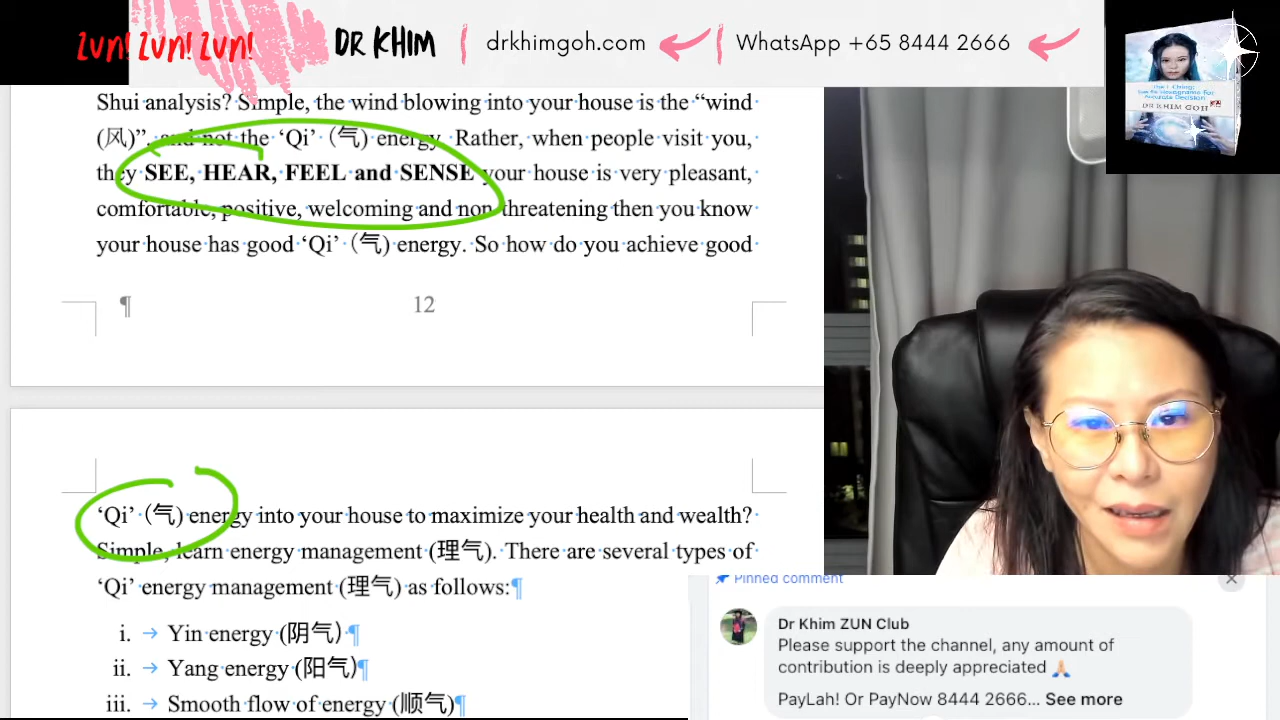 Zun! Zun! Zun! DR KHIM drkhimgoh.com WhatsApp +65 8444 2666
DR KHIM GOH
Shui analysis? Simple, the wind blowing into your house is the “wind
(风)”, and not the ‘Qi’ (气) energy. Rather, when people visit you,
they SEE, HEAR, FEEL and SENSE your house is very pleasant,
comfortable, positive, welcoming and non threatening then you know
your house has good ‘Qi’ (气) energy. So how do you achieve good
¶
12
‘Qi’ (气) energy into your house to maximize your health and wealth?
Simple, learn energy management (理气). There are several types of
‘Qi’ energy management (理气) as follows:¶
i. → Yin energy (阴气) ¶
ii. → Yang energy (阳气)¶
iii. → Smooth flow of energy (顺气)¶
Pinned comment
Dr Khim ZUN Club
Please support the channel, any amount of
contribution is deeply appreciated 🙏🏼
PayLah! Or PayNow 8444 2666... See more